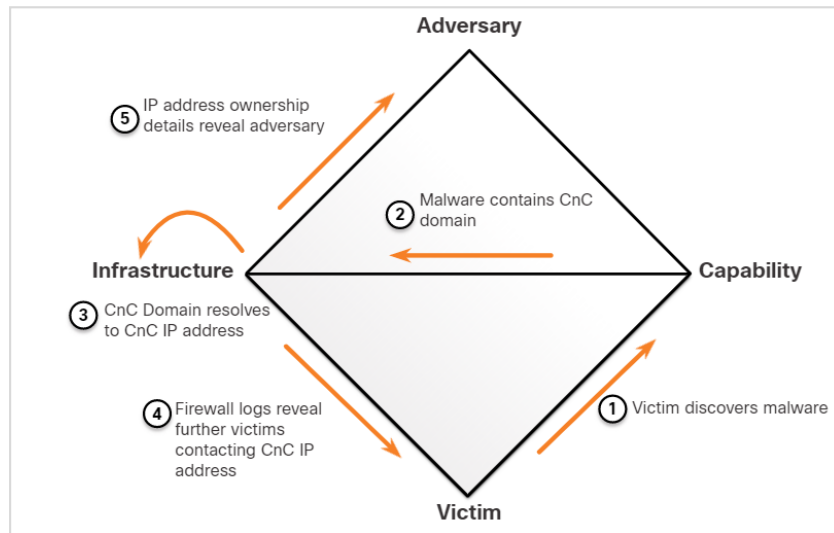 Adversary
5
IP address ownership
details reveal adversary
2
Malware contains CnC
domain
Infrastructure
Capability
3
CnC Domain resolves
to CnC IP address
4
Firewall logs reveal
further victims
contacting CnC IP
address
1
Victim discovers malware
Victim